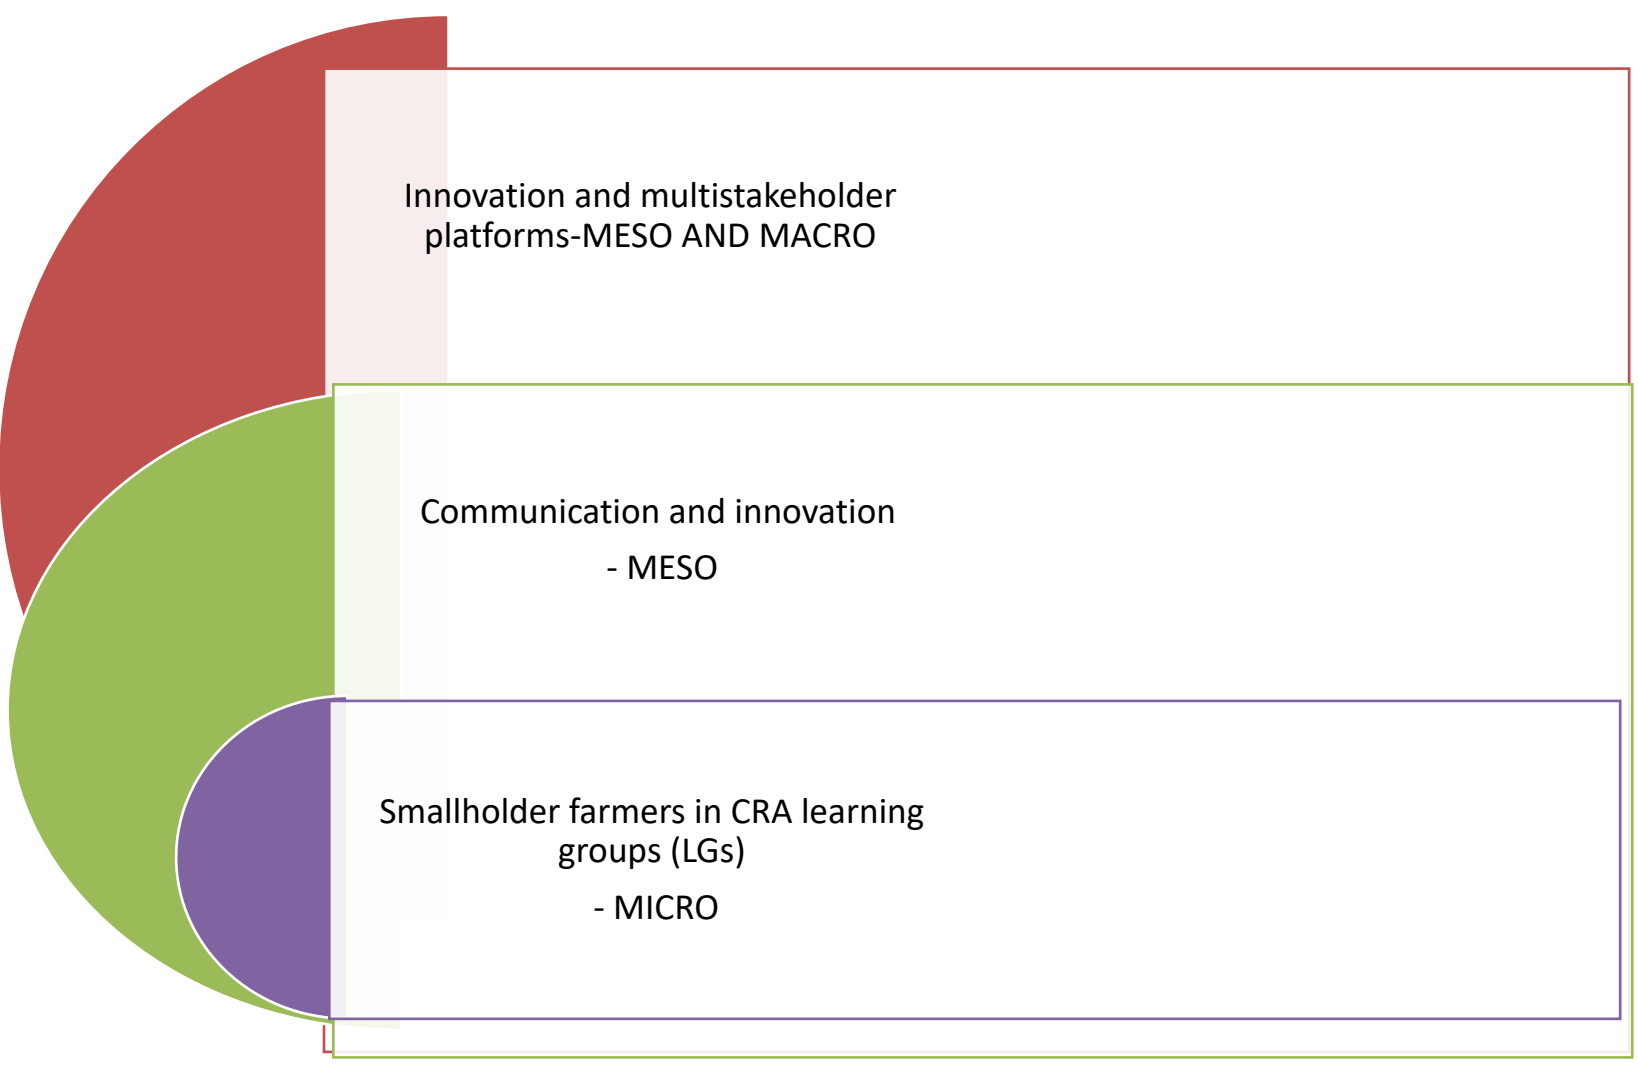 Innovation and multistakeholder
platforms-MESO AND MACRO
Communication and innovation
- MESO
Smallholder farmers in CRA learning
groups (LGs)
- MICRO